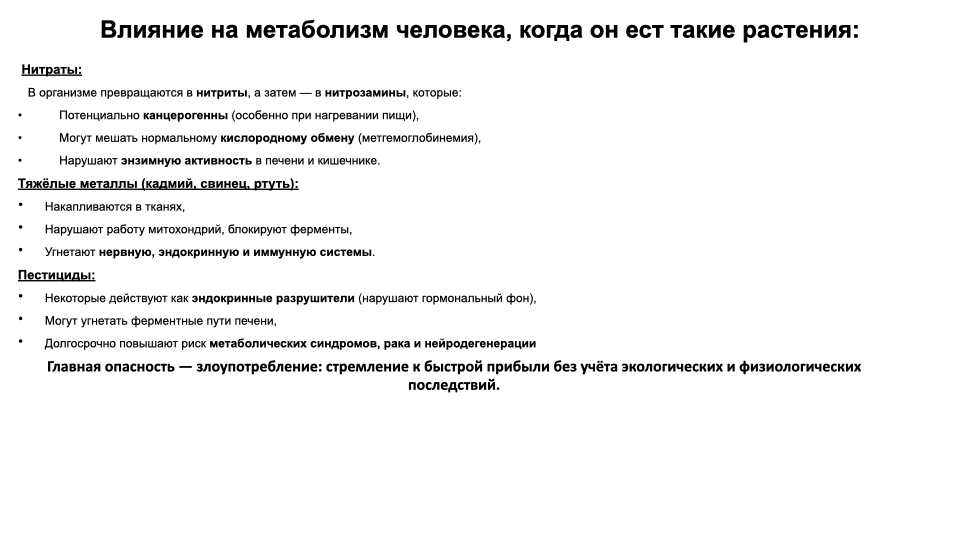 Влияние на метаболизм человека, когда он ест такие растения:
Нитраты:
В организме превращаются в нитриты, а затем — в нитрозамины, которые:
• Потенциально канцерогенны (особенно при нагревании пищи),
• Могут мешать нормальному кислородному обмену (метгемоглобинемия),
• Нарушают энзимную активность в печени и кишечнике.
Тяжёлые металлы (кадмий, свинец, ртуть):
• Накапливаются в тканях,
• Нарушают работу митохондрий, блокируют ферменты,
• Угнетают нервную, эндокринную и иммунную системы.
Пестициды:
• Некоторые действуют как эндокринные разрушители (нарушают гормональный фон),
• Могут угнетать ферментные пути печени,
• Долгосрочно повышают риск метаболических синдромов, рака и нейродегенерации
Главная опасность — злоупотребление: стремление к быстрой прибыли без учёта экологических и физиологических
последствий.